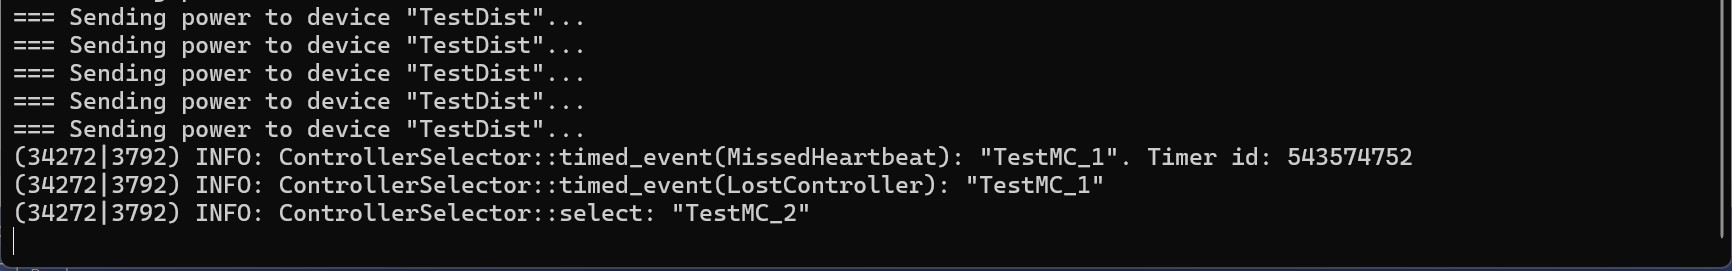 === Sending power to device "TestDist"...
=== Sending power to device "TestDist"...
=== Sending power to device "TestDist"...
=== Sending power to device "TestDist"...
=== Sending power to device "TestDist"...
(34272|3792) INFO: ControllerSelector::timed_event(MissedHeartbeat): "TestMC_1". Timer id: 543574752
(34272|3792) INFO: ControllerSelector::timed_event(LostController): "TestMC_1"
(34272|3792) INFO: ControllerSelector::select: "TestMC_2"